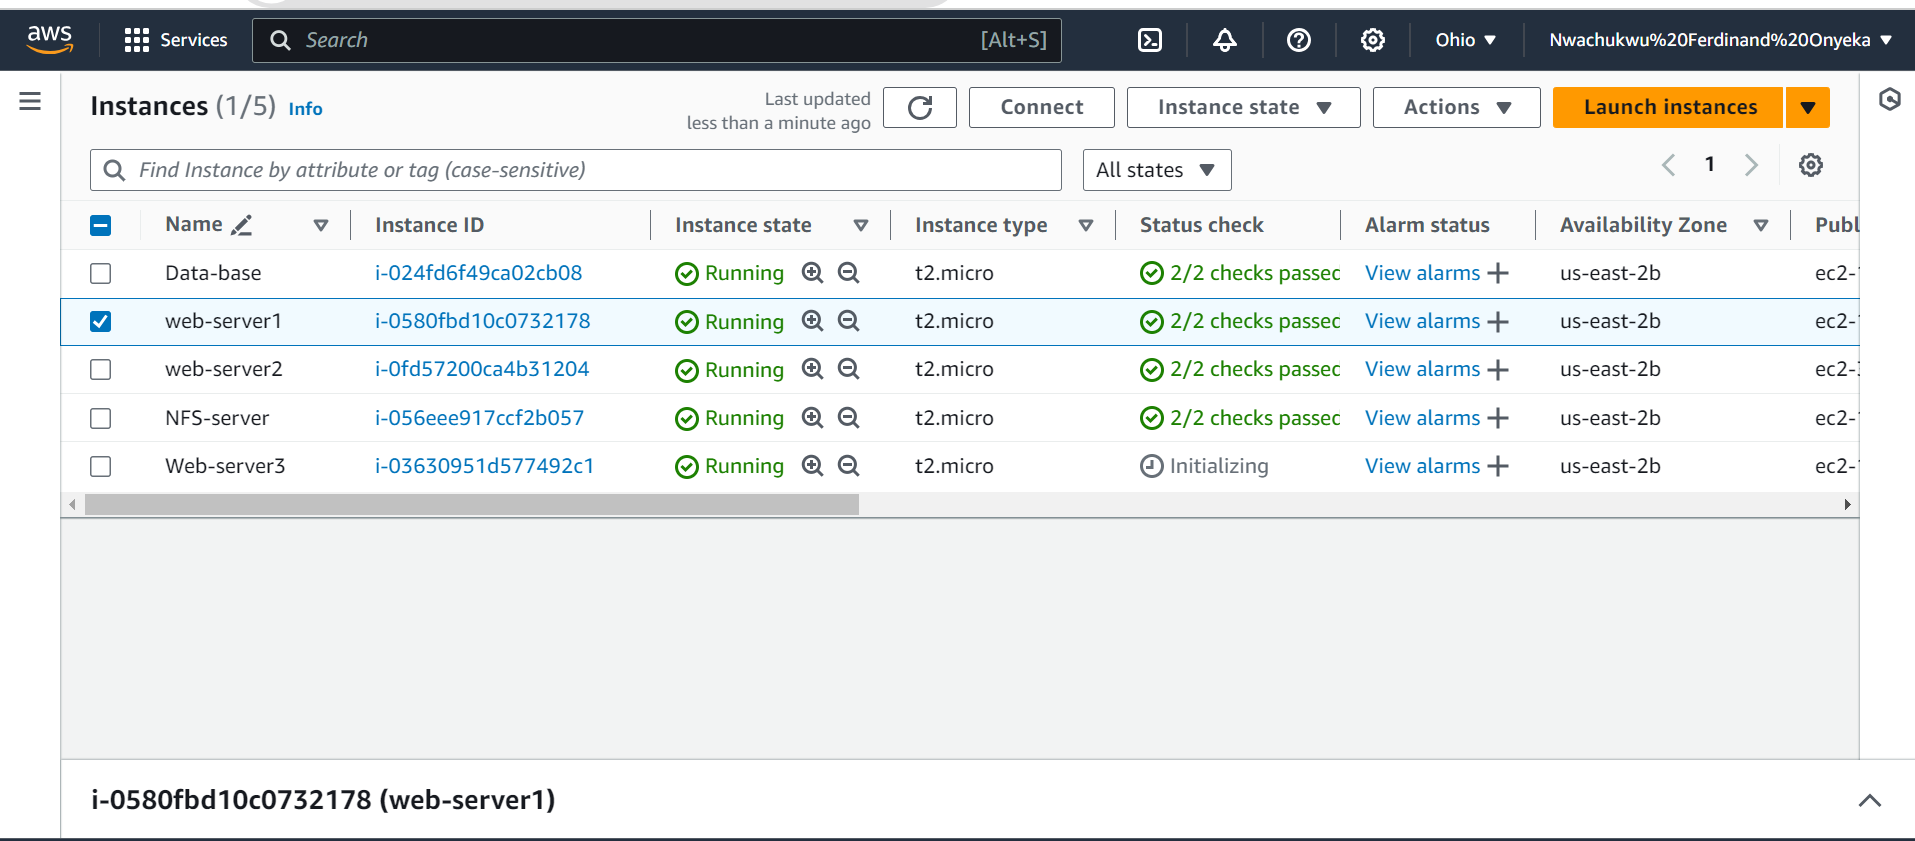 aws Services Search [Alt+S] Ohio Nwachukwu%20Ferdinand%20Onyeka
Instances (1/5) Info
Last updated
less than a minute ago
Connect Instance state Actions Launch instances
Find Instance by attribute or tag (case-sensitive) All states 1
Name Instance ID Instance state Instance type Status check Alarm status Availability Zone Publ
Data-base i-024fd6f49ca02cb08 Running t2.micro 2/2 checks passed View alarms us-east-2b ec2-
web-server1 i-0580fbd10c0732178 Running t2.micro 2/2 checks passed View alarms us-east-2b ec2-
web-server2 i-0fd57200ca4b31204 Running t2.micro 2/2 checks passed View alarms us-east-2b ec2-
NFS-server i-056eee917ccf2b057 Running t2.micro 2/2 checks passed View alarms us-east-2b ec2-
Web-server3 i-03630951d577492c1 Running t2.micro Initializing View alarms us-east-2b ec2-
i-0580fbd10c0732178 (web-server1)